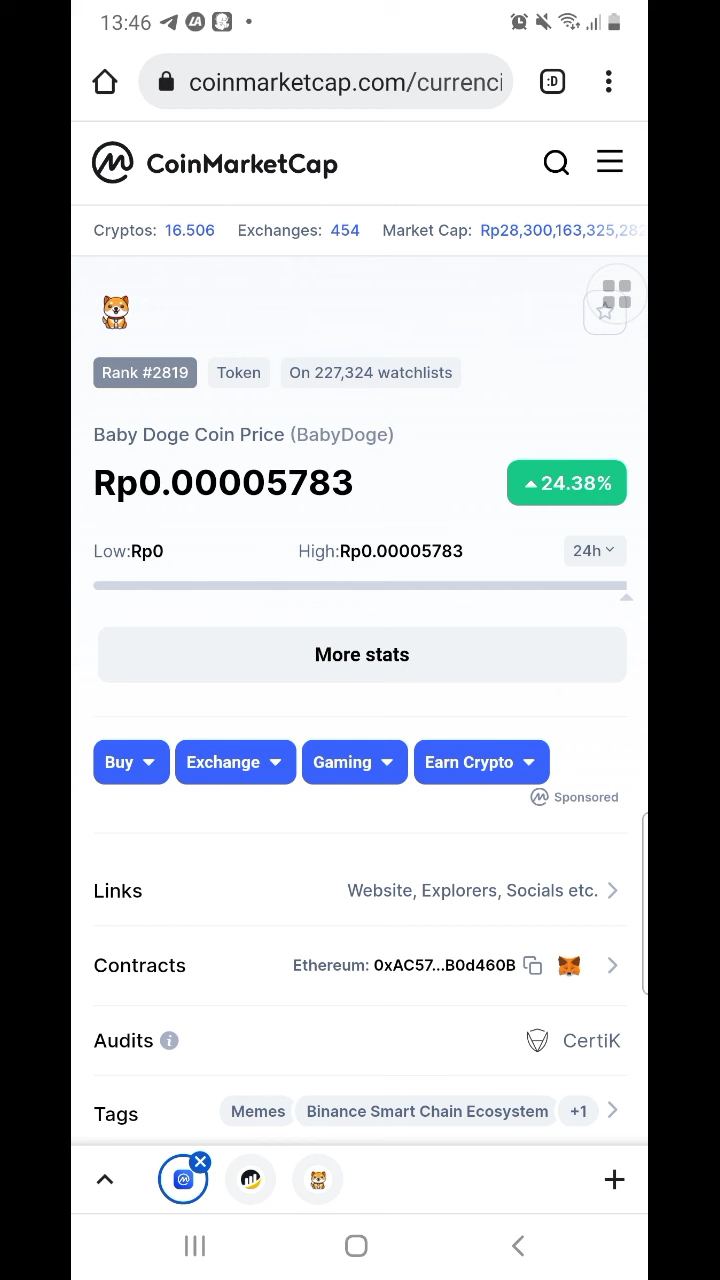 13:46
coinmarketcap.com/currenci
:D
CoinMarketCap
Cryptos: 16.506 Exchanges: 454 Market Cap: Rp28,300,163,325,282
Rank #2819 Token On 227,324 watchlists
Baby Doge Coin Price (BabyDoge)
Rp0.00005783 24.38%
Low:Rp0 High:Rp0.00005783 24h
More stats
Buy Exchange Gaming Earn Crypto
Sponsored
Links Website, Explorers, Socials etc.
Contracts Ethereum: 0xAC57...B0d460B
Audits i CertiK
Tags Memes Binance Smart Chain Ecosystem +1